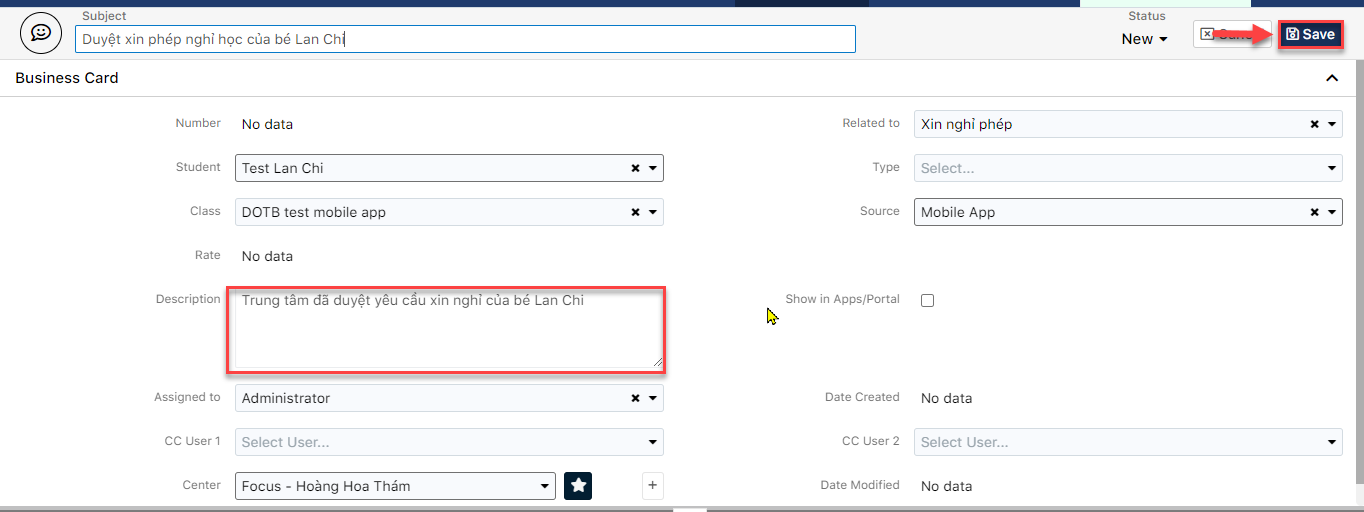 Subject
Duyệt xin phép nghỉ học của bé Lan Chi
Status
New
Save
Business Card
Number No data
Related to Xin nghỉ phép
Student Test Lan Chi
Type Select...
Class DOTB test mobile app
Source Mobile App
Rate No data
Description Trung tâm đã duyệt yêu cầu xin nghỉ của bé Lan Chi
Show in Apps/Portal
Assigned to Administrator
Date Created No data
CC User 1 Select User...
CC User 2 Select User...
Center Focus - Hoàng Hoa Thám
Date Modified No data